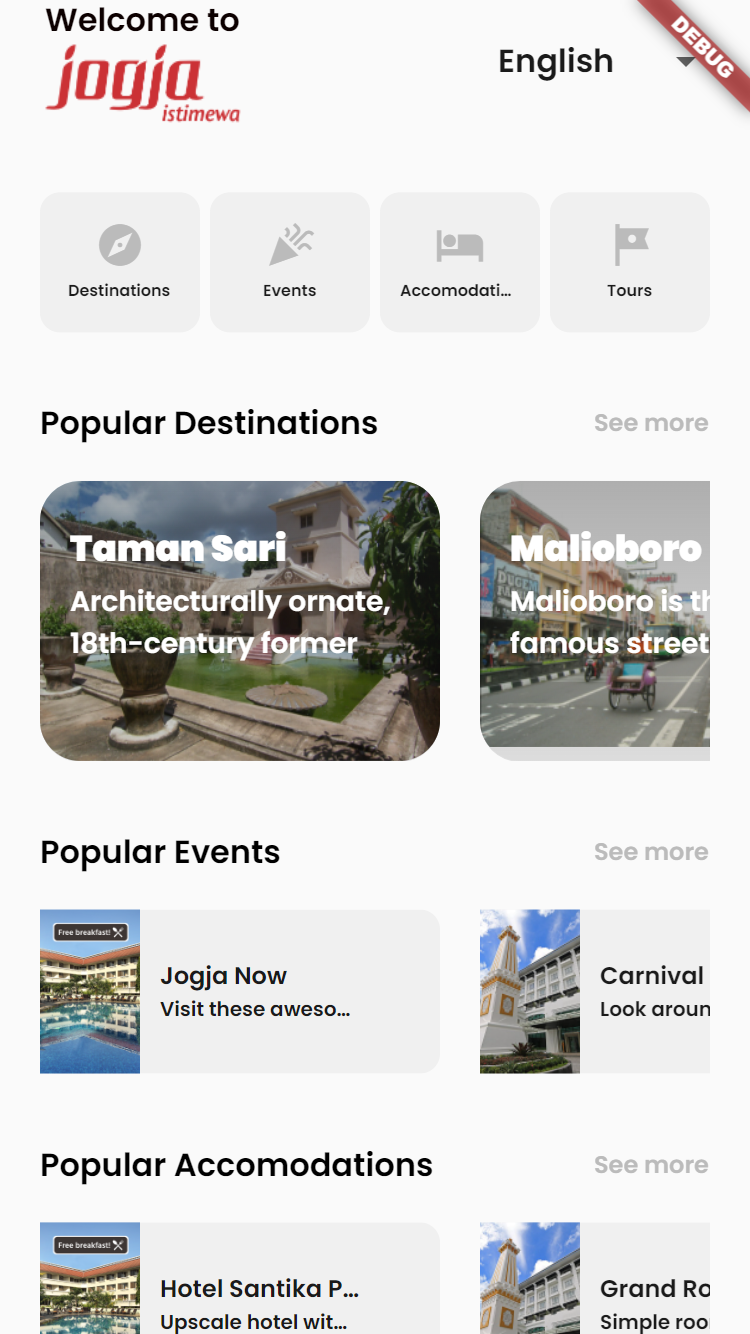 Welcome to
jogja
istimewa
English
DEBUG
Destinations
Events
Accomodati...
Tours
Popular Destinations
See more
Taman Sari
Architecturally ornate,
18th-century former
Malioboro
Malioboro is th
famous street
Popular Events
See more
Free breakfast!
Jogja Now
Visit these aweso...
Carnival
Look aroun
Popular Accomodations
See more
Free breakfast!
Hotel Santika P...
Upscale hotel wit...
Grand Ro
Simple roo